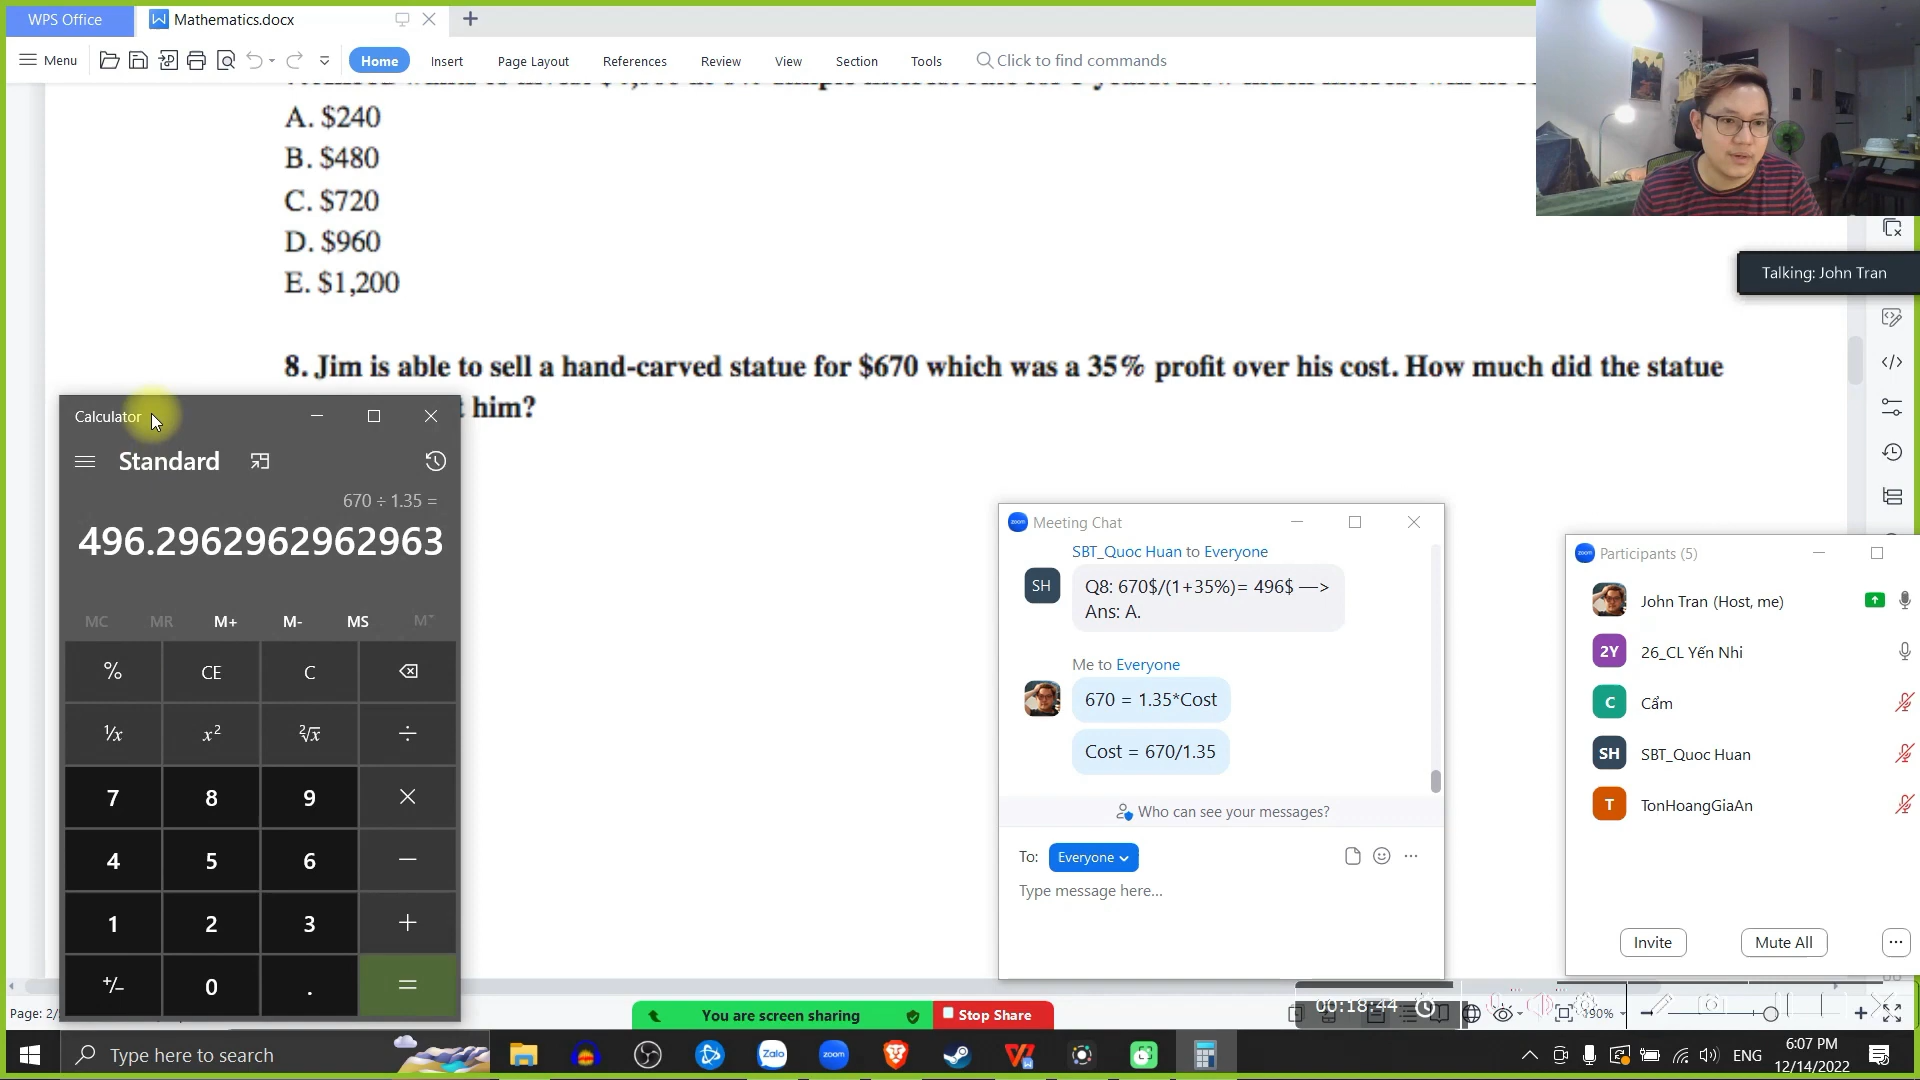 WPS Office
Mathematics.docx
Menu
Home
Insert
Page Layout
References
Review
View
Section
Tools
Click to find commands
A. $240
B. $480
C. $720
D. $960
E. $1,200
Talking: John Tran
8. Jim is able to sell a hand-carved statue for $670 which was a 35% profit over his cost. How much did the statue
him?
Calculator
Standard
670 ÷ 1.35 =
496.2962962962963
MC MR M+ M- MS M
% CE C
¹/x x² ²√x ÷
7 8 9 ×
4 5 6 −
1 2 3 +
+/− 0 . =
zoom Meeting Chat
SBT_Quoc Huan to Everyone
SH
Q8: 670$/(1+35%)= 496$ —>
Ans: A.
Me to Everyone
670 = 1.35*Cost
Cost = 670/1.35
Who can see your messages?
To: Everyone
Type message here...
zoom Participants (5)
John Tran (Host, me)
2Y 26_CL Yến Nhi
C Cẩm
SH SBT_Quoc Huan
T TonHoangGiaAn
Invite
Mute All
Page: 2/
You are screen sharing
Stop Share
00:18:44
190%
Type here to search
Zalo
zoom
ENG
6:07 PM
12/14/2022